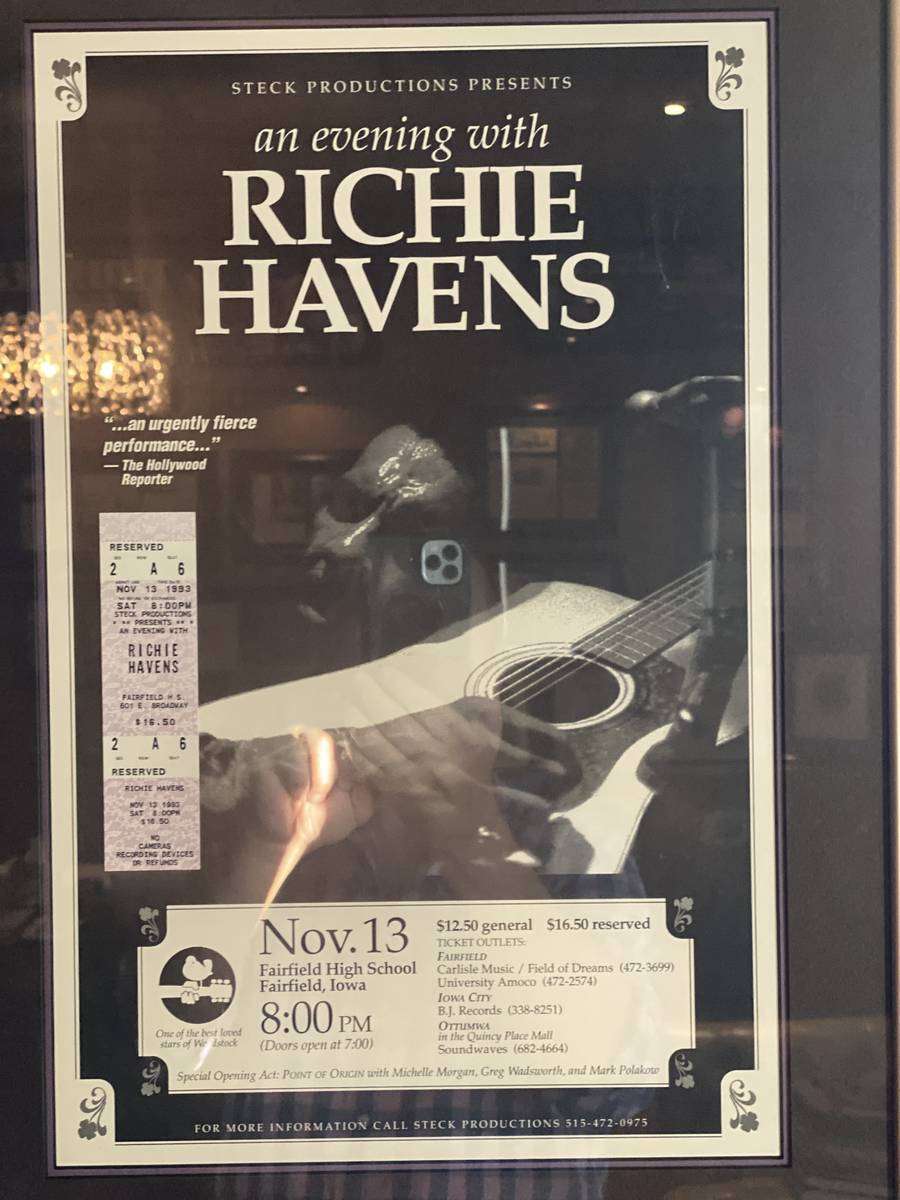 STECK PRODUCTIONS PRESENTS
an evening with
RICHIE
HAVENS
“...an urgently fierce
performance...”
— The Hollywood
Reporter
RESERVED
2 A 6
NOV 13 1993
SAT 8:00PM
STECK PRODUCTIONS
* ** PRESENTS ** *
AN EVENING WITH
RICHIE
HAVENS
FAIRFIELD H S
601 E. BROADWAY
$16.50
2 A 6
RESERVED
RICHIE HAVENS
NOV 13 1993
SAT 8:00PM
$16.50
NO
CAMERAS
RECORDING DEVICES
OR REFUNDS
Nov. 13
Fairfield High School
Fairfield, Iowa
8:00 PM
(Doors open at 7:00)
One of the best loved
stars of Woodstock
$12.50 general $16.50 reserved
TICKET OUTLETS:
FAIRFIELD
Carlisle Music / Field of Dreams (472-3699)
University Amoco (472-2574)
IOWA CITY
B.J. Records (338-8251)
OTTUMWA
in the Quincy Place Mall
Soundwaves (682-4664)
Special Opening Act: POINT OF ORIGIN with Michelle Morgan, Greg Wadsworth, and Mark Polakow
FOR MORE INFORMATION CALL STECK PRODUCTIONS 515-472-0975